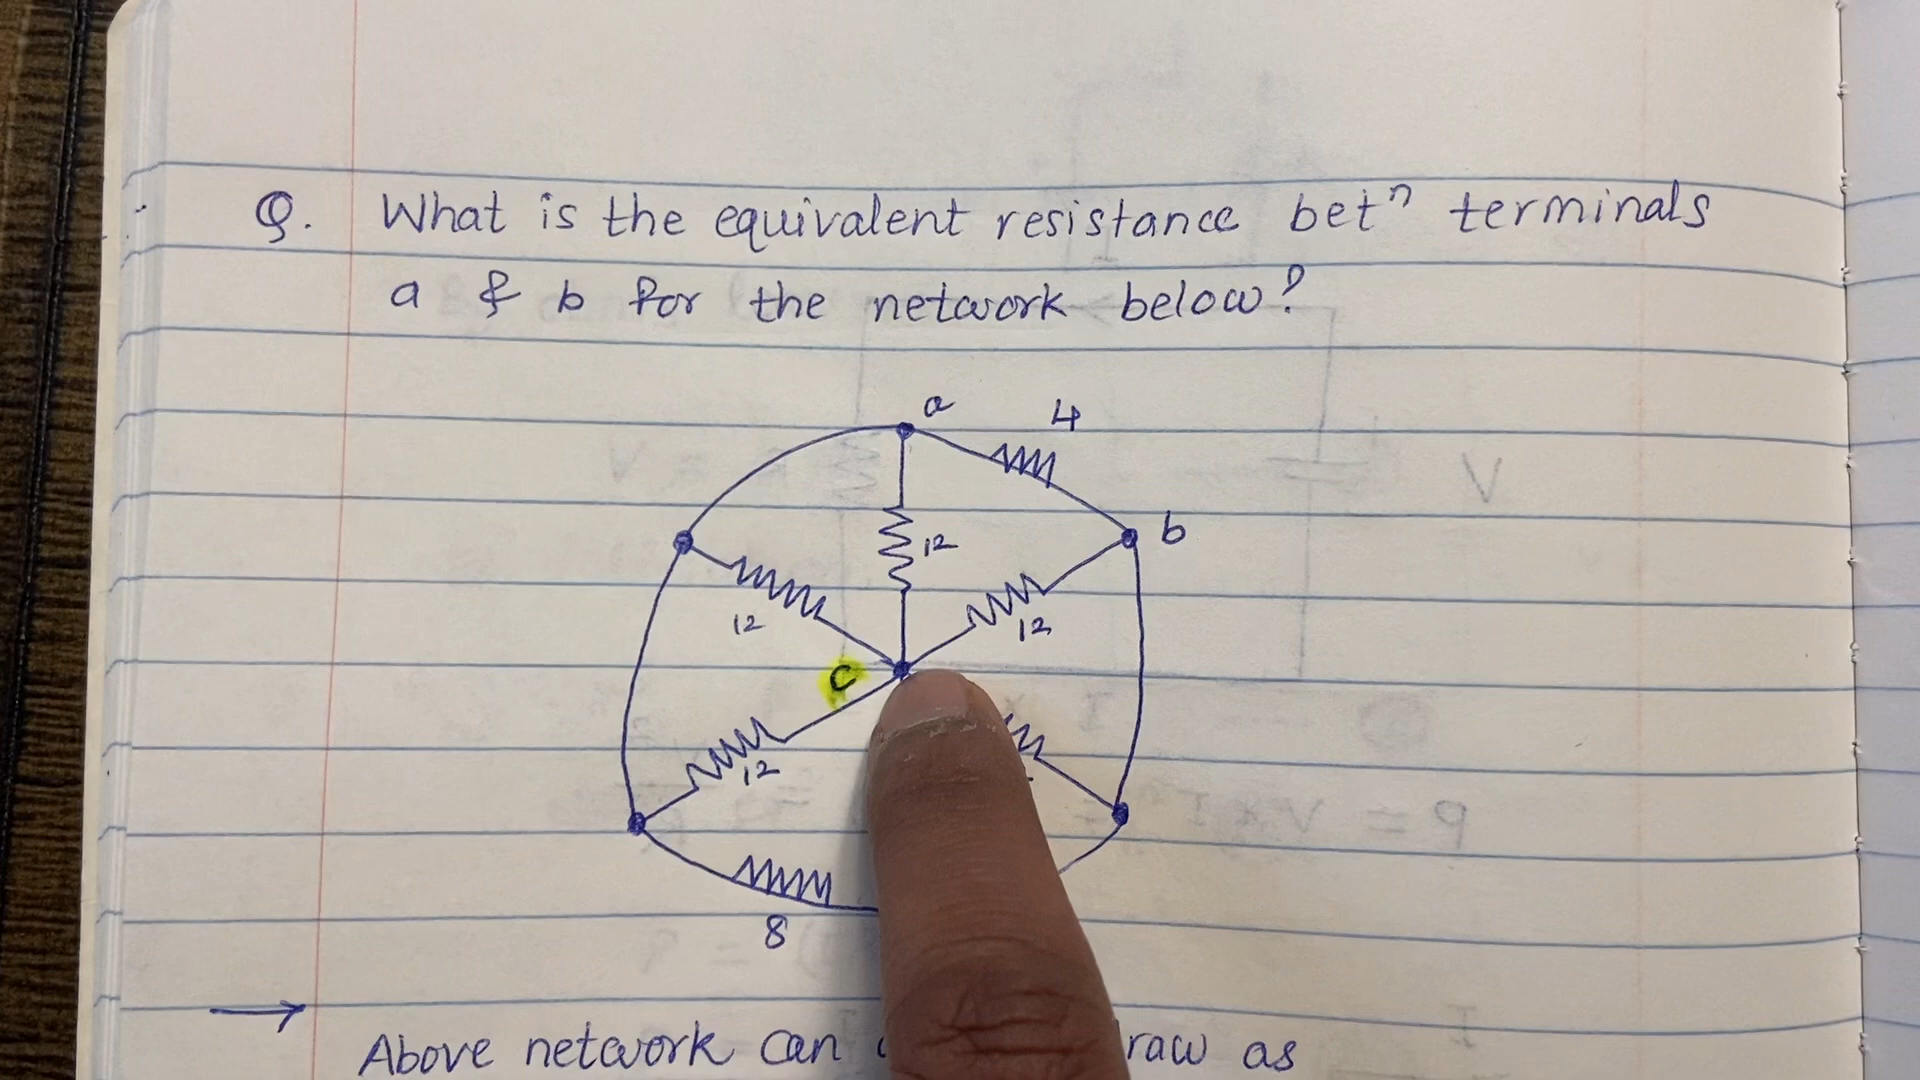 Q. What is the equivalent resistance betⁿ terminals
a & b for the network below?
a
4
b
12
12
12
C
12
8
Above network can raw as